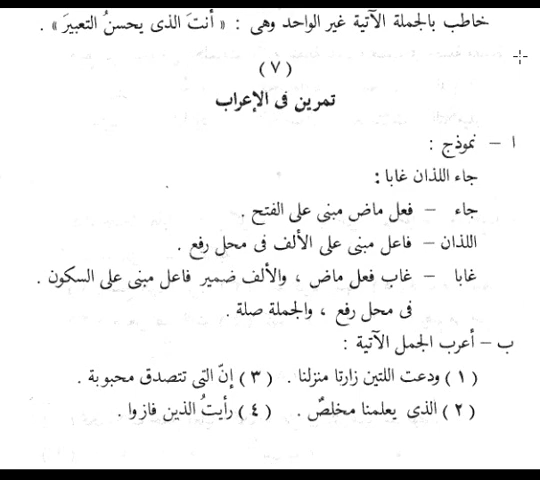 خاطب بالجملة الآتية غير الواحد وهى : « أنتَ الذى يحسنُ التعبيرَ » .
( ٧ )
تمرين فى الإعراب
ا – نموذج :
جاء اللذان غابا :
جاء – فعل ماض مبنى على الفتح .
اللذان – فاعل مبنى على الألف فى محل رفع .
غابا – غاب فعل ماض ، والألف ضمير فاعل مبنى على السكون .
فى محل رفع ، والجملة صلة .
ب – أعرب الجمل الآتية :
( ١ ) ودعت اللتين زارتا منزلنا . ( ٣ ) إنّ التى تتصدق محبوبة .
( ٢ ) الذى يعلمنا مخلصٌ . ( ٤ ) رأيتُ الذين فازوا .